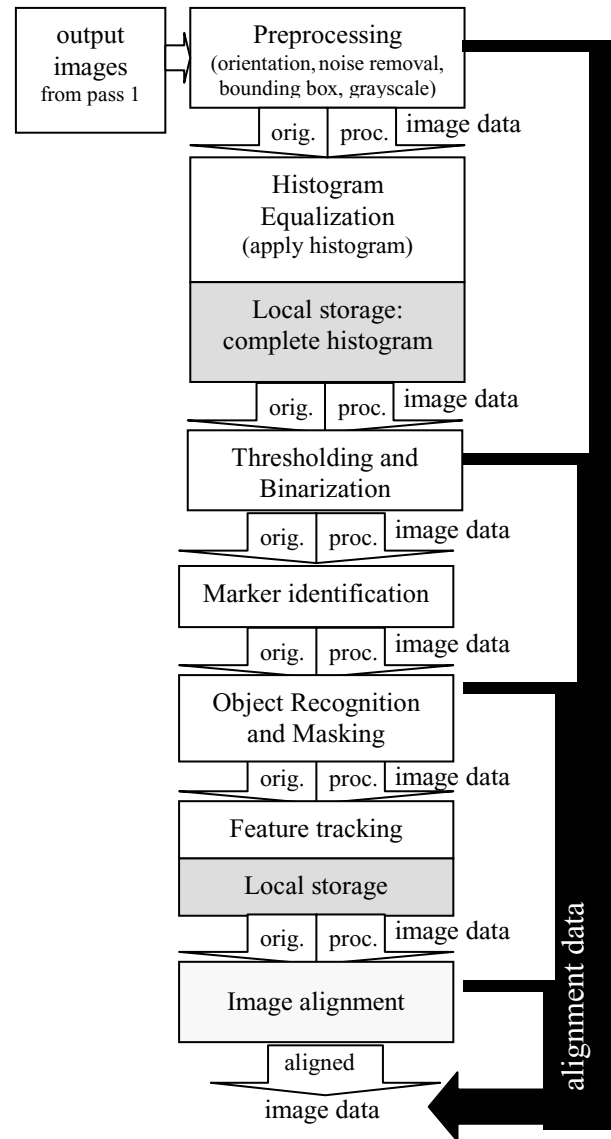 output
images
from pass 1
Preprocessing
(orientation, noise removal,
bounding box, grayscale)
orig. proc. image data
Histogram
Equalization
(apply histogram)
Local storage:
complete histogram
orig. proc. image data
Thresholding and
Binarization
orig. proc. image data
Marker identification
orig. proc. image data
Object Recognition
and Masking
orig. proc. image data
Feature tracking
Local storage
orig. proc. image data
Image alignment
aligned
image data
alignment data